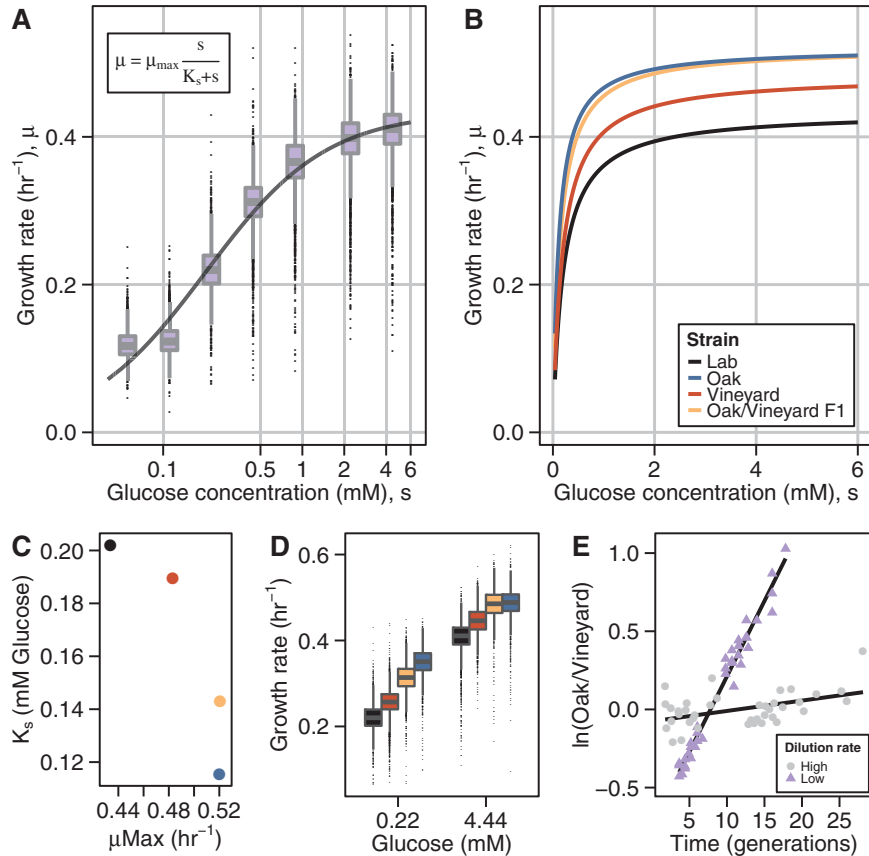 A
μ = μmax s / Ks+s
Growth rate (hr⁻¹), μ
0.4
0.2
0.0
0.1
0.5
1
2
4
6
Glucose concentration (mM), s
B
Growth rate (hr⁻¹), μ
0.4
0.2
0.0
Strain
Lab
Oak
Vineyard
Oak/Vineyard F1
0
2
4
6
Glucose concentration (mM), s
C
Ks (mM Glucose)
0.20
0.18
0.16
0.14
0.12
0.44
0.48
0.52
μMax (hr⁻¹)
D
Growth rate (hr⁻¹)
0.6
0.4
0.2
0.22
4.44
Glucose (mM)
E
ln(Oak/Vineyard)
1.0
0.5
0.0
−0.5
Dilution rate
High
Low
5
10
15
20
25
Time (generations)